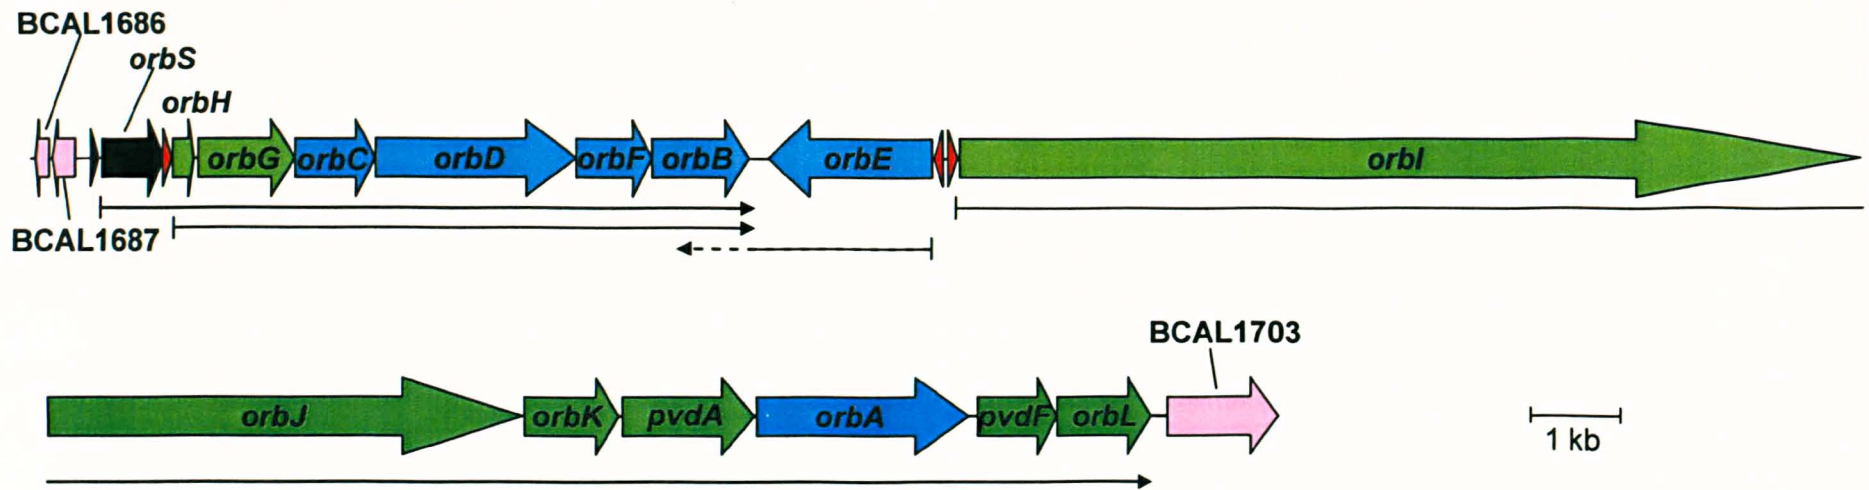 BCAL1686
orbS
orbH
orbG orbC orbD orbF orbB orbE orbI
BCAL1687
BCAL1703
orbJ orbK pvdA orbA pvdF orbL
1 kb